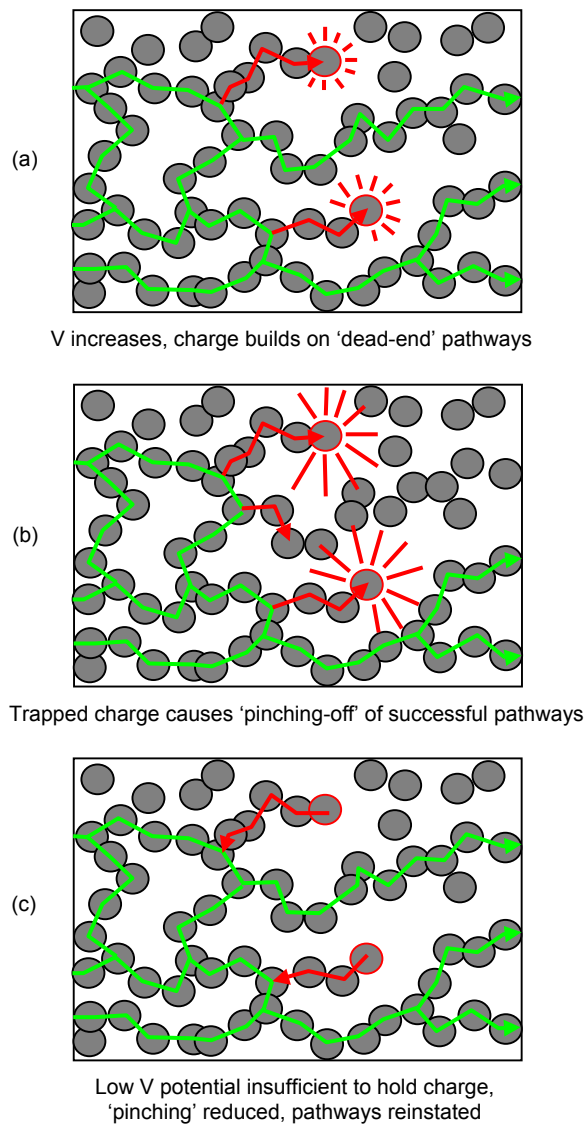 (a)
V increases, charge builds on ‘dead-end’ pathways
(b)
Trapped charge causes ‘pinching-off’ of successful pathways
(c)
Low V potential insufficient to hold charge,
‘pinching’ reduced, pathways reinstated